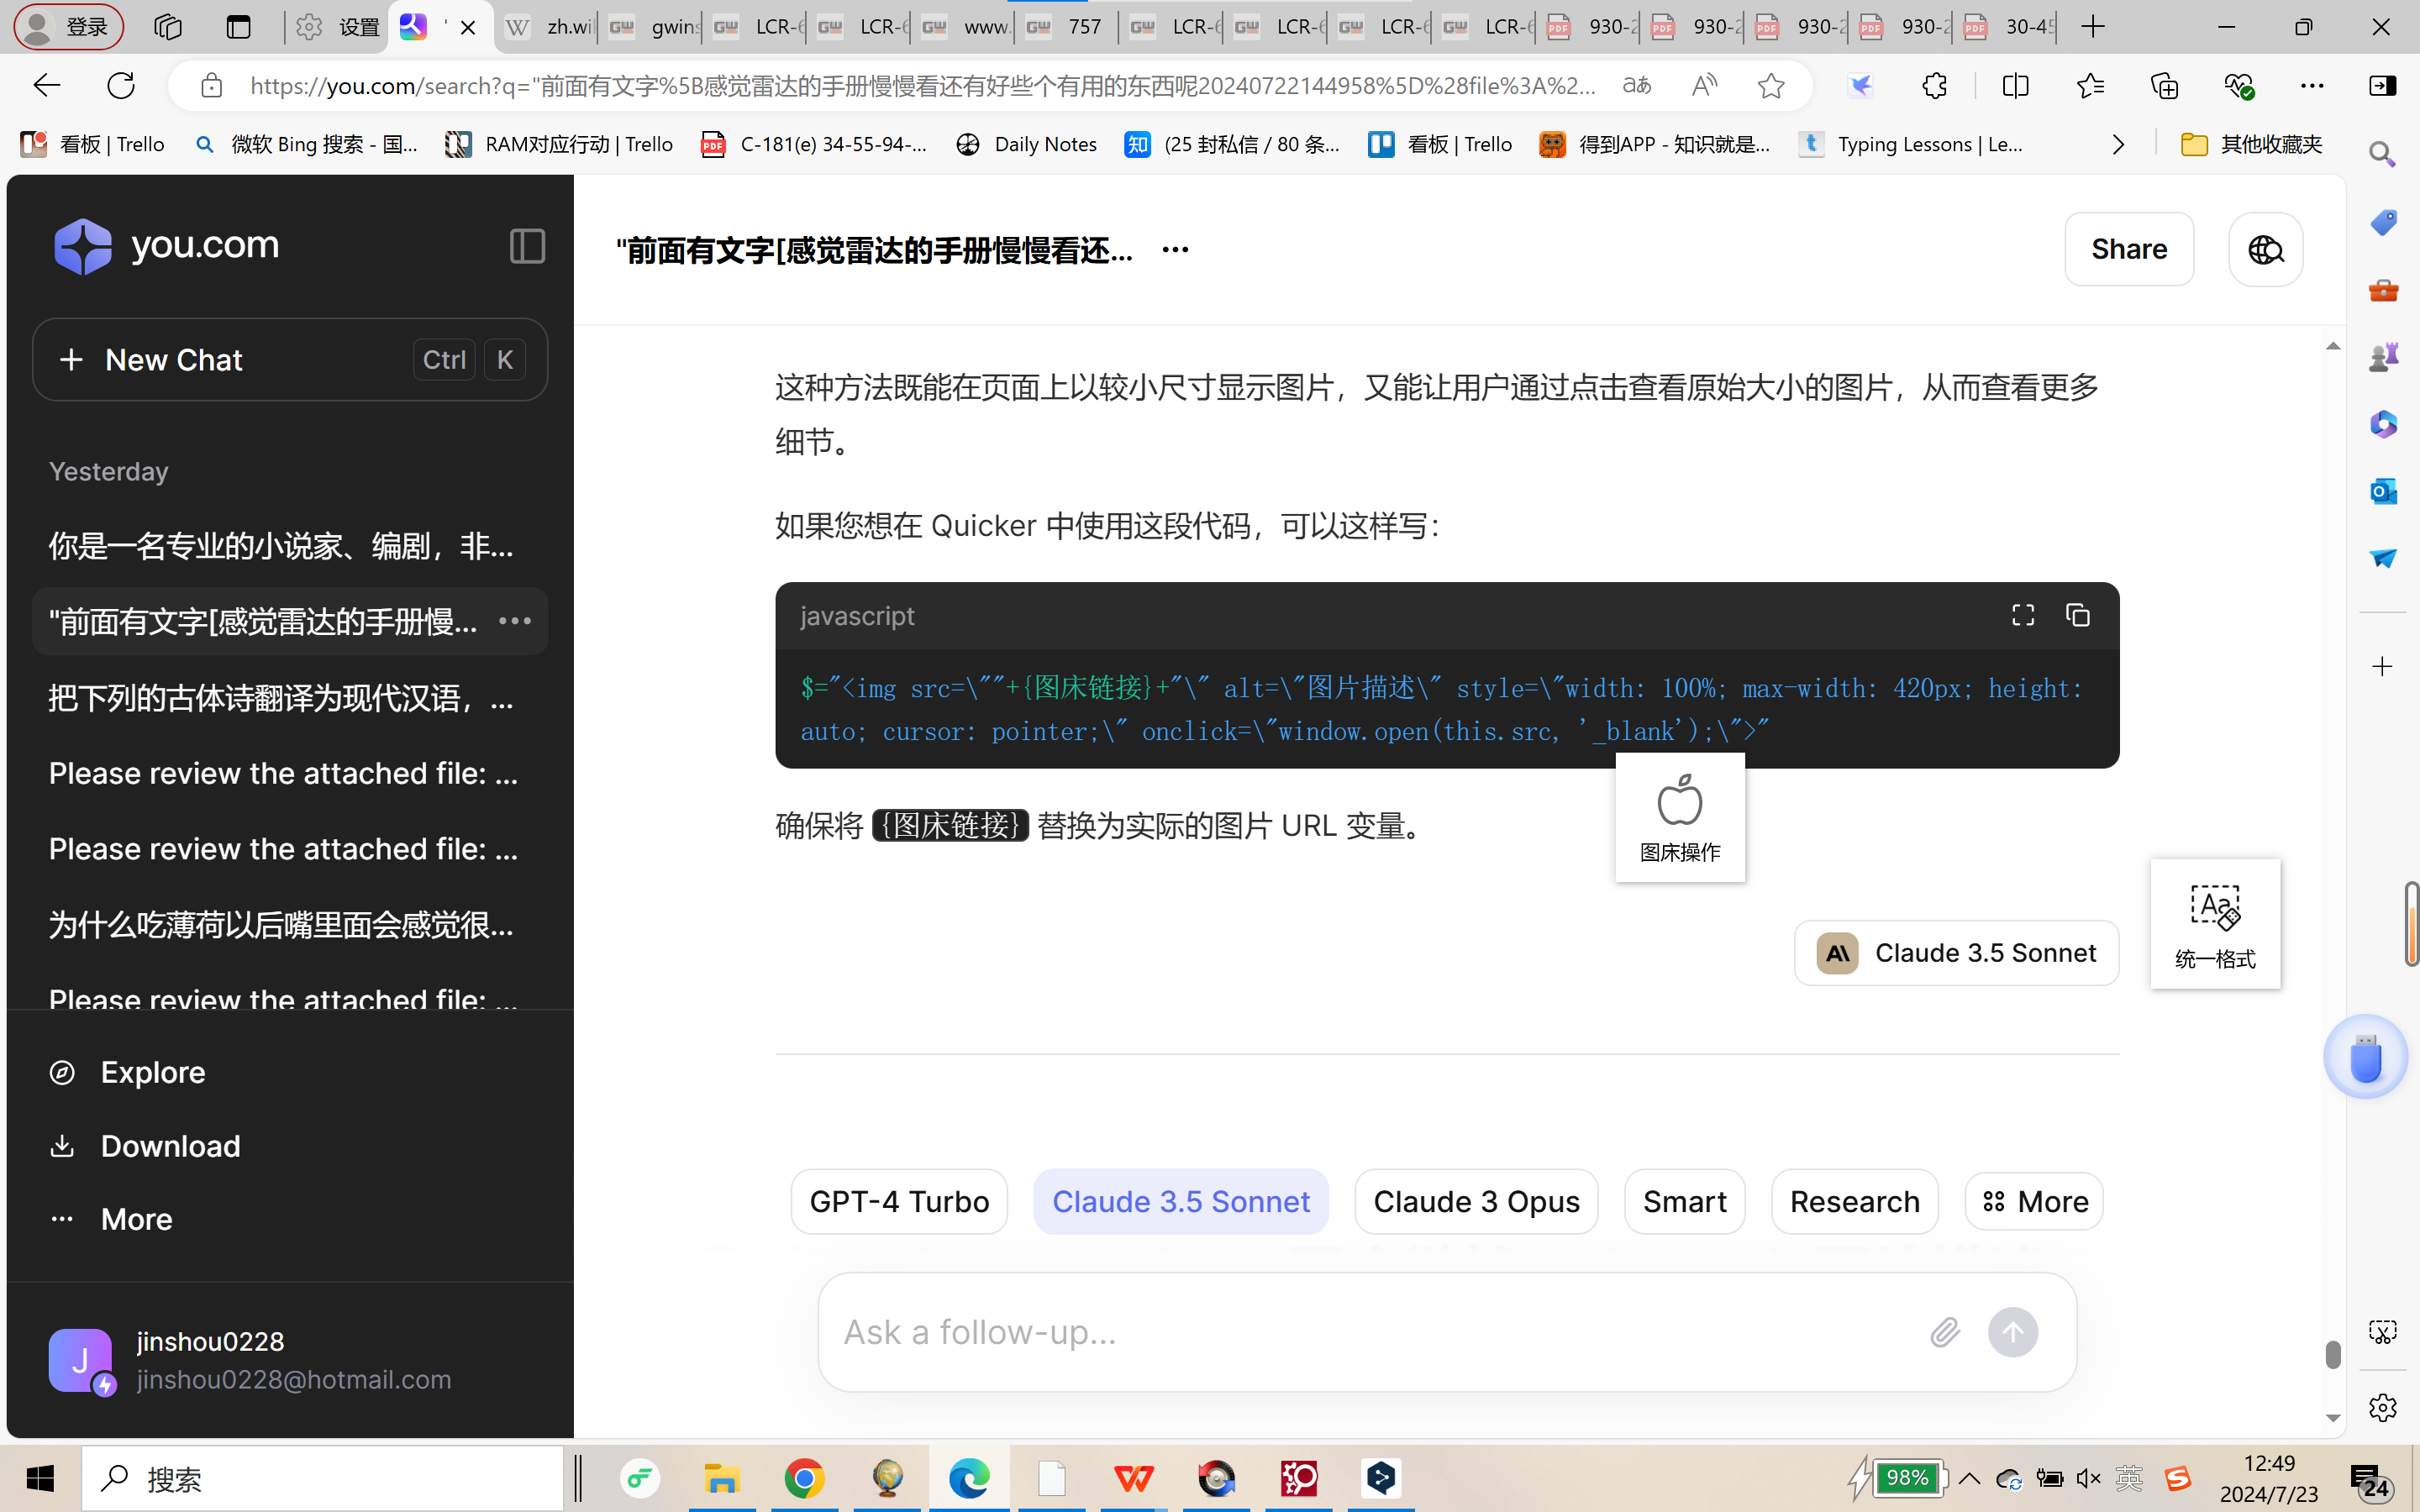 登录
设置
zh.wi
gwin
LCR-6
LCR-6
www.
757
LCR-6
LCR-6
LCR-6
LCR-6
930-2
930-2
930-2
930-2
30-45
https://you.com/search?q="前面有文字%5B感觉雷达的手册慢慢看还有好些个有用的东西呢20240722144958%5D%28file%3A%2...
看板 | Trello
微软 Bing 搜索 - 国...
RAM对应行动 | Trello
C-181(e) 34-55-94-...
Daily Notes
(25 封私信 / 80 条...
看板 | Trello
得到APP - 知识就是...
Typing Lessons | Le...
其他收藏夹
you.com
New Chat
Ctrl K
Yesterday
你是一名专业的小说家、编剧，非...
"前面有文字[感觉雷达的手册慢...
把下列的古体诗翻译为现代汉语，...
Please review the attached file: ...
Please review the attached file: ...
为什么吃薄荷以后嘴里面会感觉很...
Please review the attached file: ...
Explore
Download
More
J
jinshou0228
jinshou0228@hotmail.com
"前面有文字[感觉雷达的手册慢慢看还...
Share
这种方法既能在页面上以较小尺寸显示图片，又能让用户通过点击查看原始大小的图片，从而查看更多
细节。
如果您想在 Quicker 中使用这段代码，可以这样写：
javascript
$="<img src=\""+{图床链接}+"\" alt=\"图片描述\" style=\"width: 100%; max-width: 420px; height:
auto; cursor: pointer;\" onclick=\"window.open(this.src, '_blank');\">"
确保将 {图床链接} 替换为实际的图片 URL 变量。
图床操作
统一格式
Claude 3.5 Sonnet
GPT-4 Turbo
Claude 3.5 Sonnet
Claude 3 Opus
Smart
Research
More
Ask a follow-up...
搜索
98%
英
12:49
2024/7/23
24